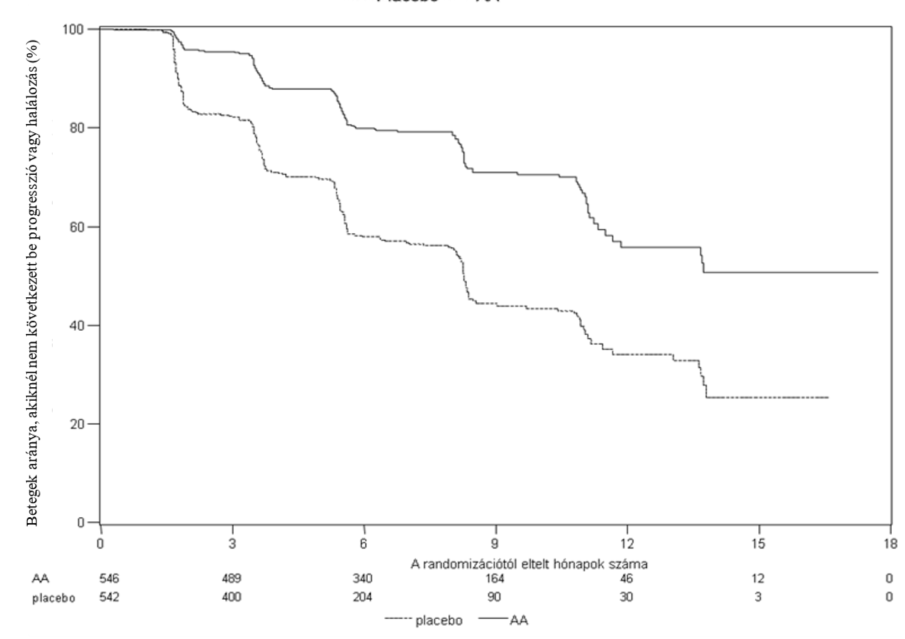 Betegek aránya, akiknél nem következett be progresszió vagy halálozás (%)
100
80
60
40
20
0
0 3 6 9 12 15 18
A randomizációtól eltelt hónapok száma
AA 546 489 340 164 46 12 0
placebo 542 400 204 90 30 3 0
placebo AA